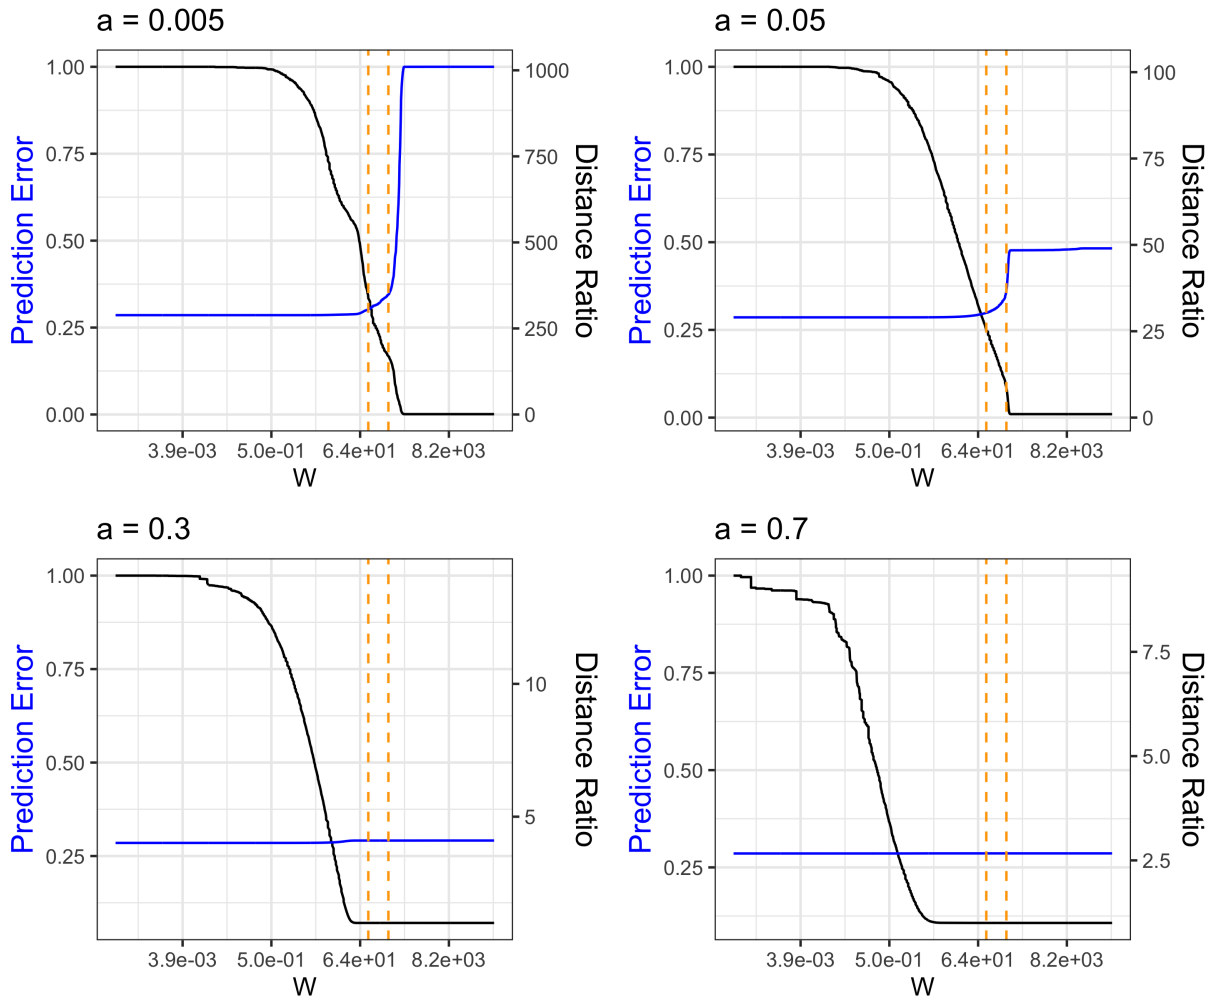 a = 0.005
1.00
0.75
0.50
0.25
0.00
Prediction Error
1000
750
500
250
0
Distance Ratio
3.9e-03 5.0e-01 6.4e+01 8.2e+03
W
a = 0.05
1.00
0.75
0.50
0.25
0.00
Prediction Error
100
75
50
25
0
Distance Ratio
3.9e-03 5.0e-01 6.4e+01 8.2e+03
W
a = 0.3
1.00
0.75
0.50
0.25
Prediction Error
10
5
Distance Ratio
3.9e-03 5.0e-01 6.4e+01 8.2e+03
W
a = 0.7
1.00
0.75
0.50
0.25
Prediction Error
7.5
5.0
2.5
Distance Ratio
3.9e-03 5.0e-01 6.4e+01 8.2e+03
W